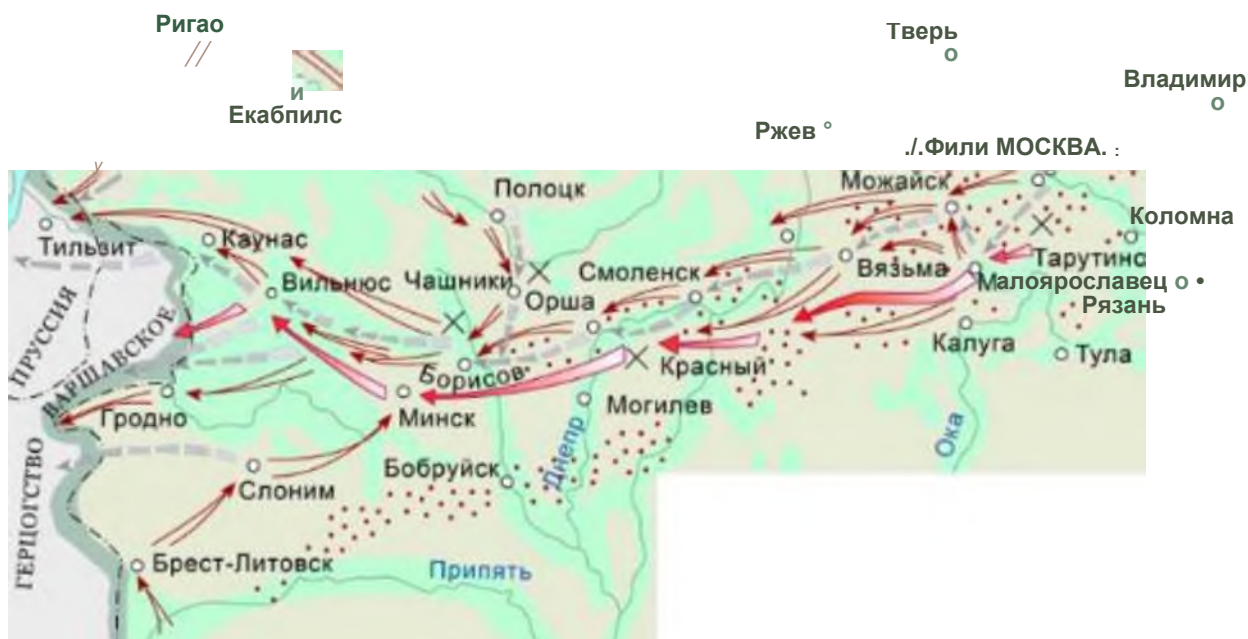 Ригао
Тверь
о
Владимир
о
и
Екабпилс
Ржев °
./.Фили МОСКВА. :
Полоцк
Можайск
Коломна
Тильзит
Каунас
Вильнюс
Чашники
Орша
Смоленск
Вязьма
Тарутинс
Малоярославец о •
Рязань
ПРУССИЯ
ВАРШАВСКОЕ
ГЕРЦОГСТВО
Борисов
Красный
Калуга
Тула
Гродно
Минск
Могилев
Днепр
Ока
Слоним
Бобруйск
Брест-Литовск
Припять